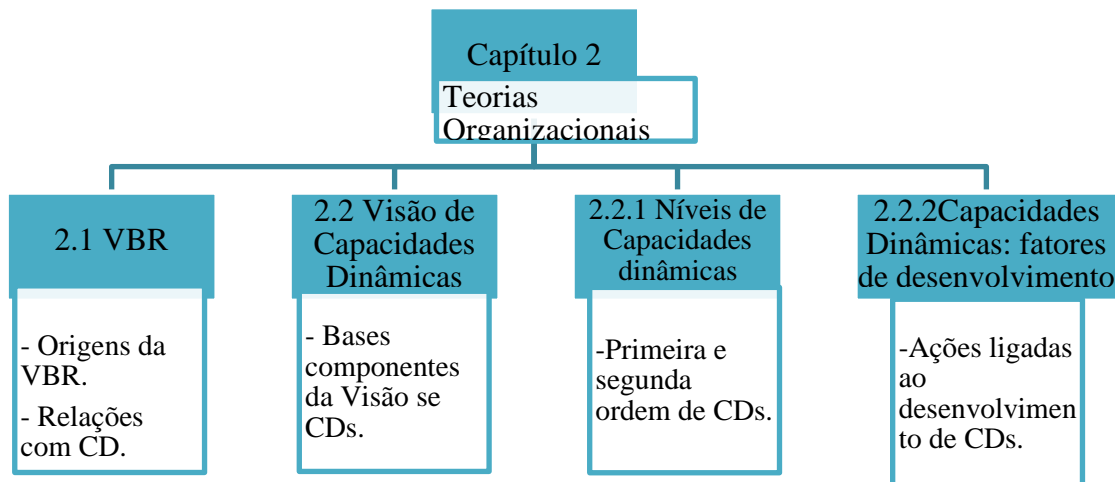 Capítulo 2
Teorias
Organizacionais
2.1 VBR
- Origens da
VBR.
- Relações
com CD.
2.2 Visão de
Capacidades
Dinâmicas
- Bases
componentes
da Visão se
CDs.
2.2.1 Níveis de
Capacidades
dinâmicas
-Primeira e
segunda
ordem de CDs.
2.2.2Capacidades
Dinâmicas: fatores
de desenvolvimento
-Ações ligadas
ao
desenvolvimen
to de CDs.